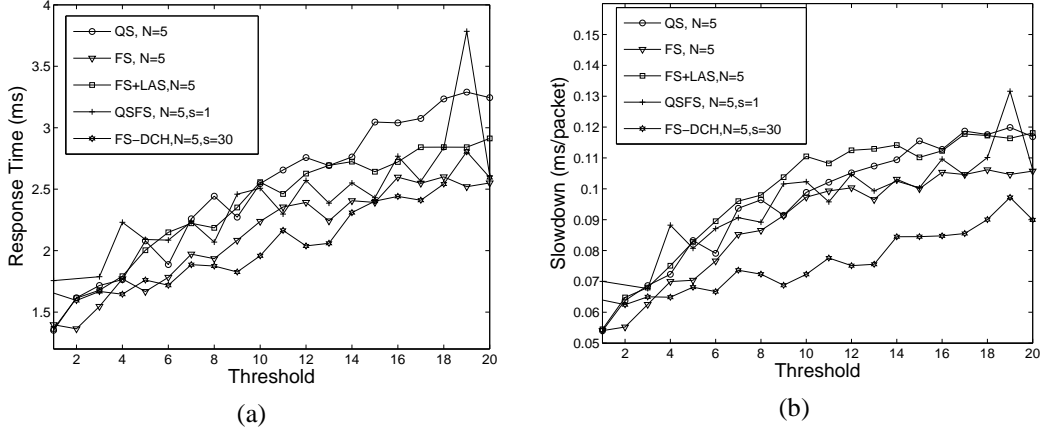 4
3.5
3
2.5
2
1.5
Response Time (ms)
QS, N=5
FS, N=5
FS+LAS,N=5
QSFS, N=5,s=1
FS−DCH,N=5,s=30
2 4 6 8 10 12 14 16 18 20
Threshold
(a)
0.16
0.15
0.14
0.13
0.12
0.11
0.1
0.09
0.08
0.07
0.06
0.05
Slowdown (ms/packet)
QS, N=5
FS, N=5
FS+LAS,N=5
QSFS, N=5,s=1
FS−DCH,N=5,s=30
2 4 6 8 10 12 14 16 18 20
Threshold
(b)